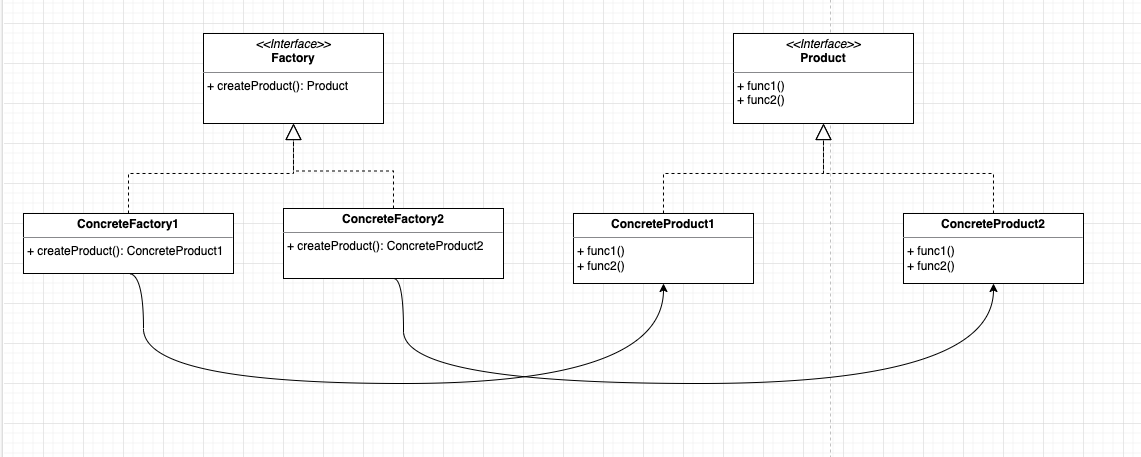 <<Interface>>
Factory
+ createProduct(): Product
<<Interface>>
Product
+ func1()
+ func2()
ConcreteFactory1
+ createProduct(): ConcreteProduct1
ConcreteFactory2
+ createProduct(): ConcreteProduct2
ConcreteProduct1
+ func1()
+ func2()
ConcreteProduct2
+ func1()
+ func2()